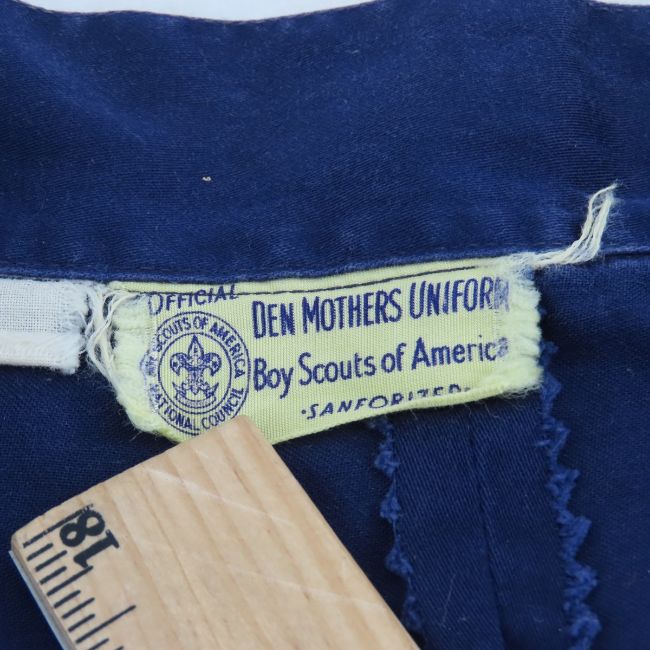 OFFICIAL
DEN MOTHERS UNIFORM
Boy Scouts of America
·SANFORIZED·
BOY SCOUTS OF AMERICA
NATIONAL COUNCIL
18